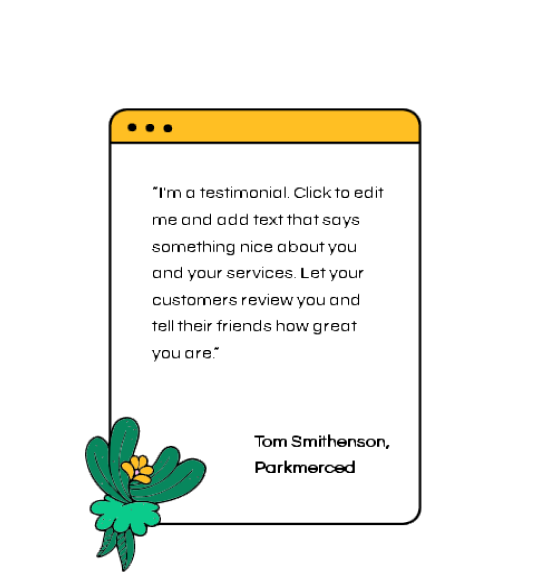 "I'm a testimonial. Click to edit
me and add text that says
something nice about you
and your services. Let your
customers review you and
tell their friends how great
you are."
Tom Smithenson,
Parkmerced